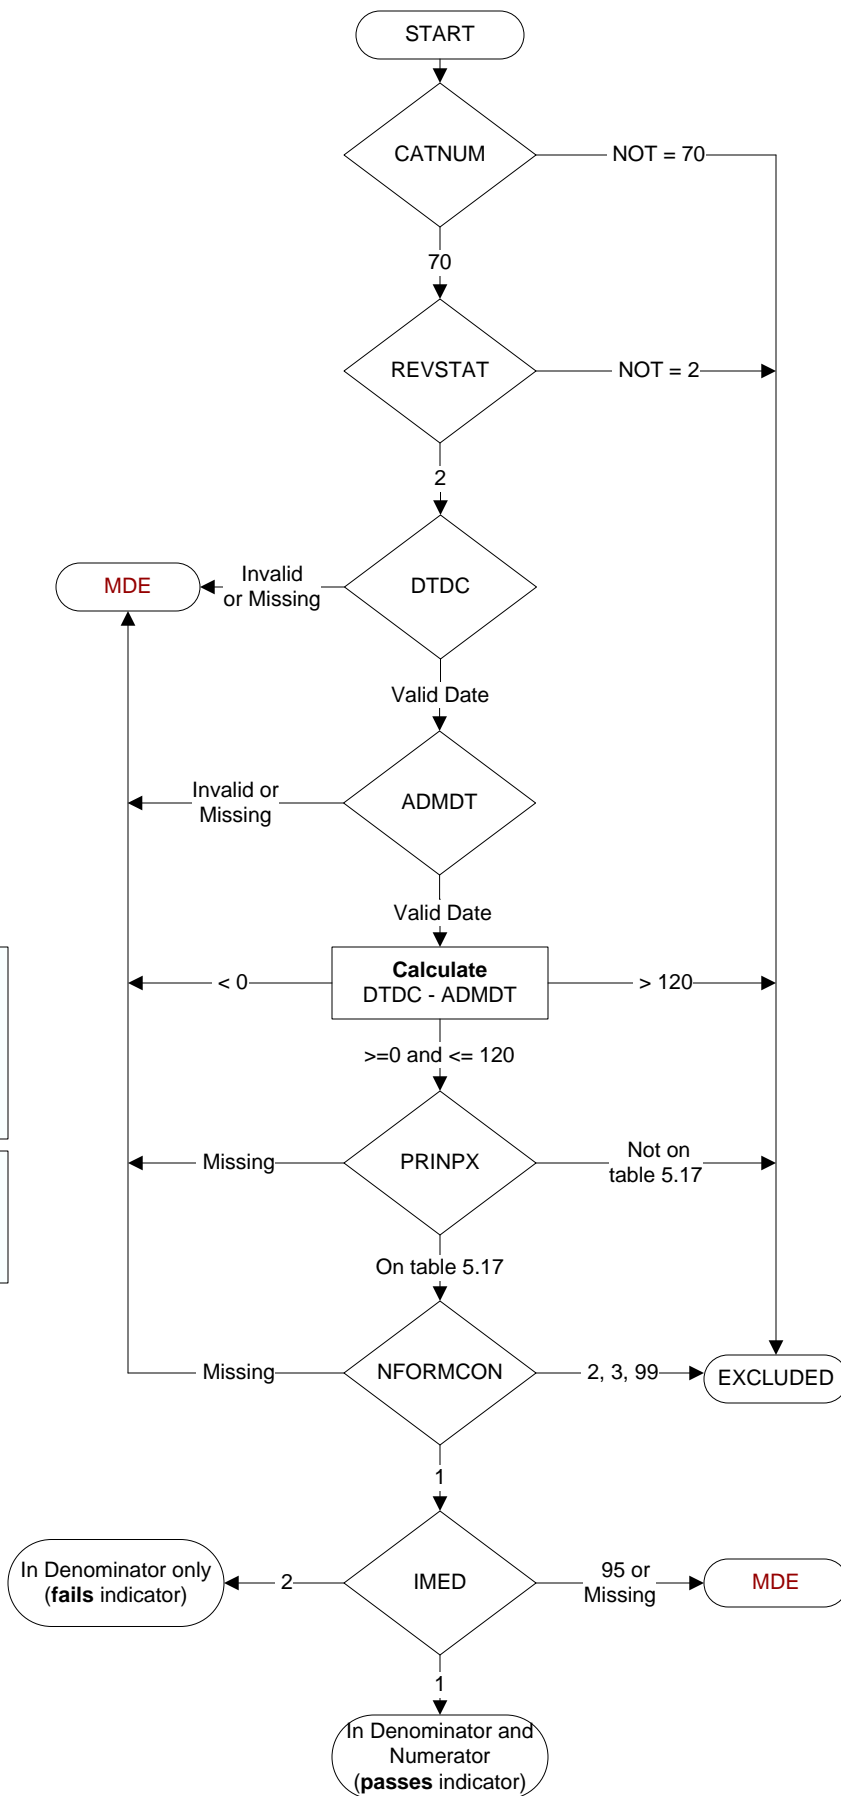 START
CATNUM
NOT = 70
70
REVSTAT
NOT = 2
2
MDE
Invalid
or Missing
DTDC
Valid Date
Invalid or
Missing
ADMDT
Valid Date
< 0
Calculate
DTDC - ADMDT
> 120
>=0 and <= 120
Missing
PRINPX
Not on
table 5.17
On table 5.17
Missing
NFORMCON
2, 3, 99
EXCLUDED
1
In Denominator only
(fails indicator)
2
IMED
95 or
Missing
MDE
1
In Denominator and
Numerator
(passes indicator)